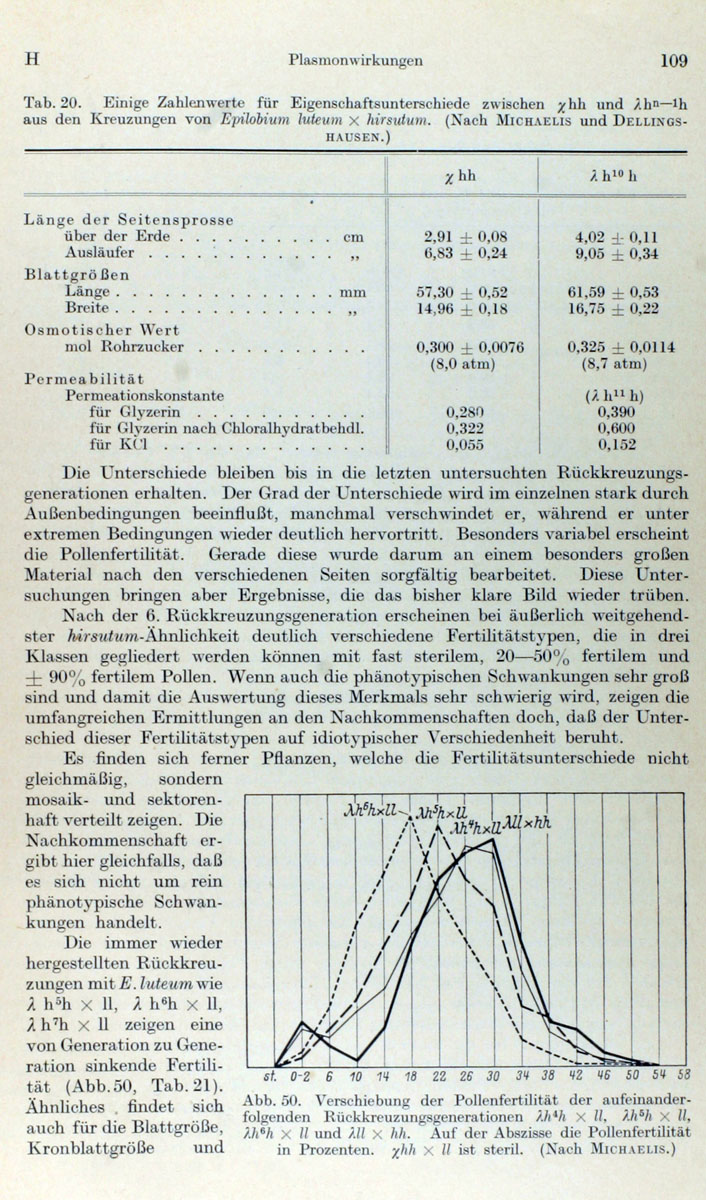 H Plasmonwirkungen 109
Tab. 20. Einige Zahlenwerte für Eigenschaftsunterschiede zwischen χhh und λhⁿ—¹h
aus den Kreuzungen von Epilobium luteum × hirsutum. (Nach MICHAELIS und DELLINGS-
HAUSEN.)
χ hh λ h¹⁰ h
Länge der Seitensprosse
über der Erde . . . . . . . . . . cm 2,91 ± 0,08 4,02 ± 0,11
Ausläufer . . . . . . . . . . . . „ 6,83 ± 0,24 9,05 ± 0,34
Blattgrößen
Länge . . . . . . . . . . . . . . mm 57,30 ± 0,52 61,59 ± 0,53
Breite . . . . . . . . . . . . . . „ 14,96 ± 0,18 16,75 ± 0,22
Osmotischer Wert
mol Rohrzucker . . . . . . . . . . . 0,300 ± 0,0076 0,325 ± 0,0114
(8,0 atm) (8,7 atm)
Permeabilität
Permeationskonstante (λ h¹¹ h)
für Glyzerin . . . . . . . . . . . 0,280 0,390
für Glyzerin nach Chloralhydratbehdl. 0,322 0,600
für KCl . . . . . . . . . . . . . 0,055 0,152
Die Unterschiede bleiben bis in die letzten untersuchten Rückkreuzungs-
generationen erhalten. Der Grad der Unterschiede wird im einzelnen stark durch
Außenbedingungen beeinflußt, manchmal verschwindet er, während er unter
extremen Bedingungen wieder deutlich hervortritt. Besonders variabel erscheint
die Pollenfertilität. Gerade diese wurde darum an einem besonders großen
Material nach den verschiedenen Seiten sorgfältig bearbeitet. Diese Unter-
suchungen bringen aber Ergebnisse, die das bisher klare Bild wieder trüben.
Nach der 6. Rückkreuzungsgeneration erscheinen bei äußerlich weitgehend-
ster hirsutum-Ähnlichkeit deutlich verschiedene Fertilitätstypen, die in drei
Klassen gegliedert werden können mit fast sterilem, 20—50% fertilem und
± 90% fertilem Pollen. Wenn auch die phänotypischen Schwankungen sehr groß
sind und damit die Auswertung dieses Merkmals sehr schwierig wird, zeigen die
umfangreichen Ermittlungen an den Nachkommenschaften doch, daß der Unter-
schied dieser Fertilitätstypen auf idiotypischer Verschiedenheit beruht.
Es finden sich ferner Pflanzen, welche die Fertilitätsunterschiede nicht
gleichmäßig, sondern
mosaik- und sektoren-
haft verteilt zeigen. Die
Nachkommenschaft er-
gibt hier gleichfalls, daß
es sich nicht um rein
phänotypische Schwan-
kungen handelt.
Die immer wieder
hergestellten Rückkreu-
zungen mit E. luteum wie
λ h⁵h × ll, λ h⁶h × ll,
λ h⁷h × ll zeigen eine
von Generation zu Gene-
ration sinkende Fertili-
tät (Abb. 50, Tab. 21).
Ähnliches findet sich
auch für die Blattgröße,
Kronblattgröße und
λh⁶h×ll λh⁵h×ll
λh⁴h×ll λll×hh
st. 0-2 6 10 14 18 22 26 30 34 38 42 46 50 54 58
Abb. 50. Verschiebung der Pollenfertilität der aufeinander-
folgenden Rückkreuzungsgenerationen λh⁴h × ll, λh⁵h × ll,
λh⁶h × ll und λll × hh. Auf der Abszisse die Pollenfertilität
in Prozenten. χhh × ll ist steril. (Nach MICHAELIS.)